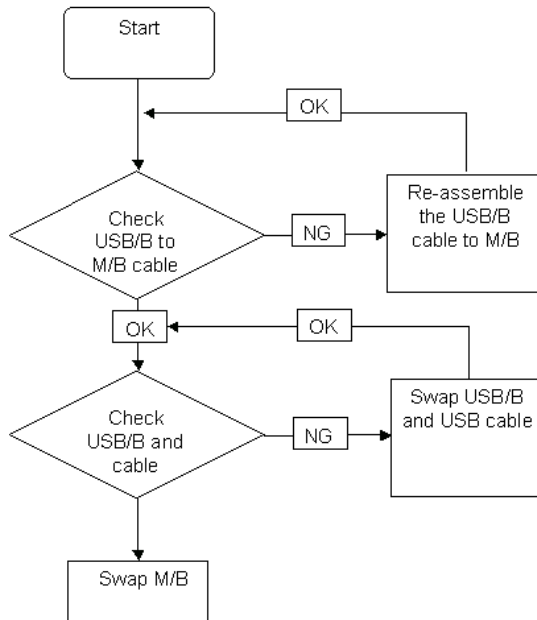 Start
OK
Check
USB/B to
M/B cable
NG
Re-assemble
the USB/B
cable to M/B
OK
OK
Check
USB/B and
cable
NG
Swap USB/B
and USB cable
Swap M/B